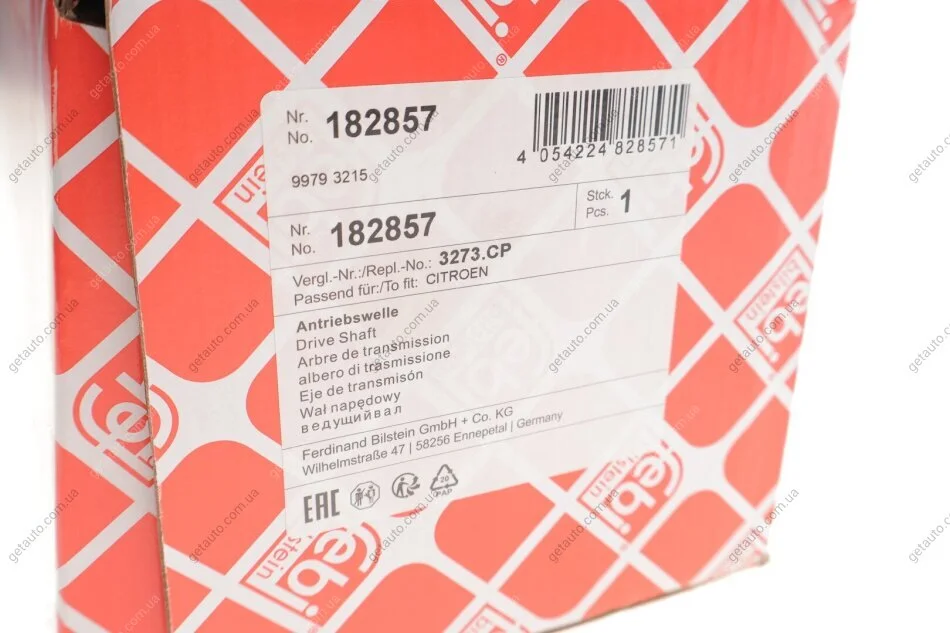 Nr.
No. 182857
4 054224 828571
9979 3215
Nr.
No. 182857
Stck.
Pcs. 1
Vergl.-Nr.:/Repl.-No.: 3273.CP
Passend für:/To fit: CITROEN
Antriebswelle
Drive Shaft
Arbre de transmission
albero di trasmissione
Eje de transmisón
Wał napędowy
ведущийвал
Ferdinand Bilstein GmbH + Co. KG
Wilhelmstraße 47 | 58256 Ennepetal | Germany
EAC
20
PAP
febi
bilstein
getauto.com.ua